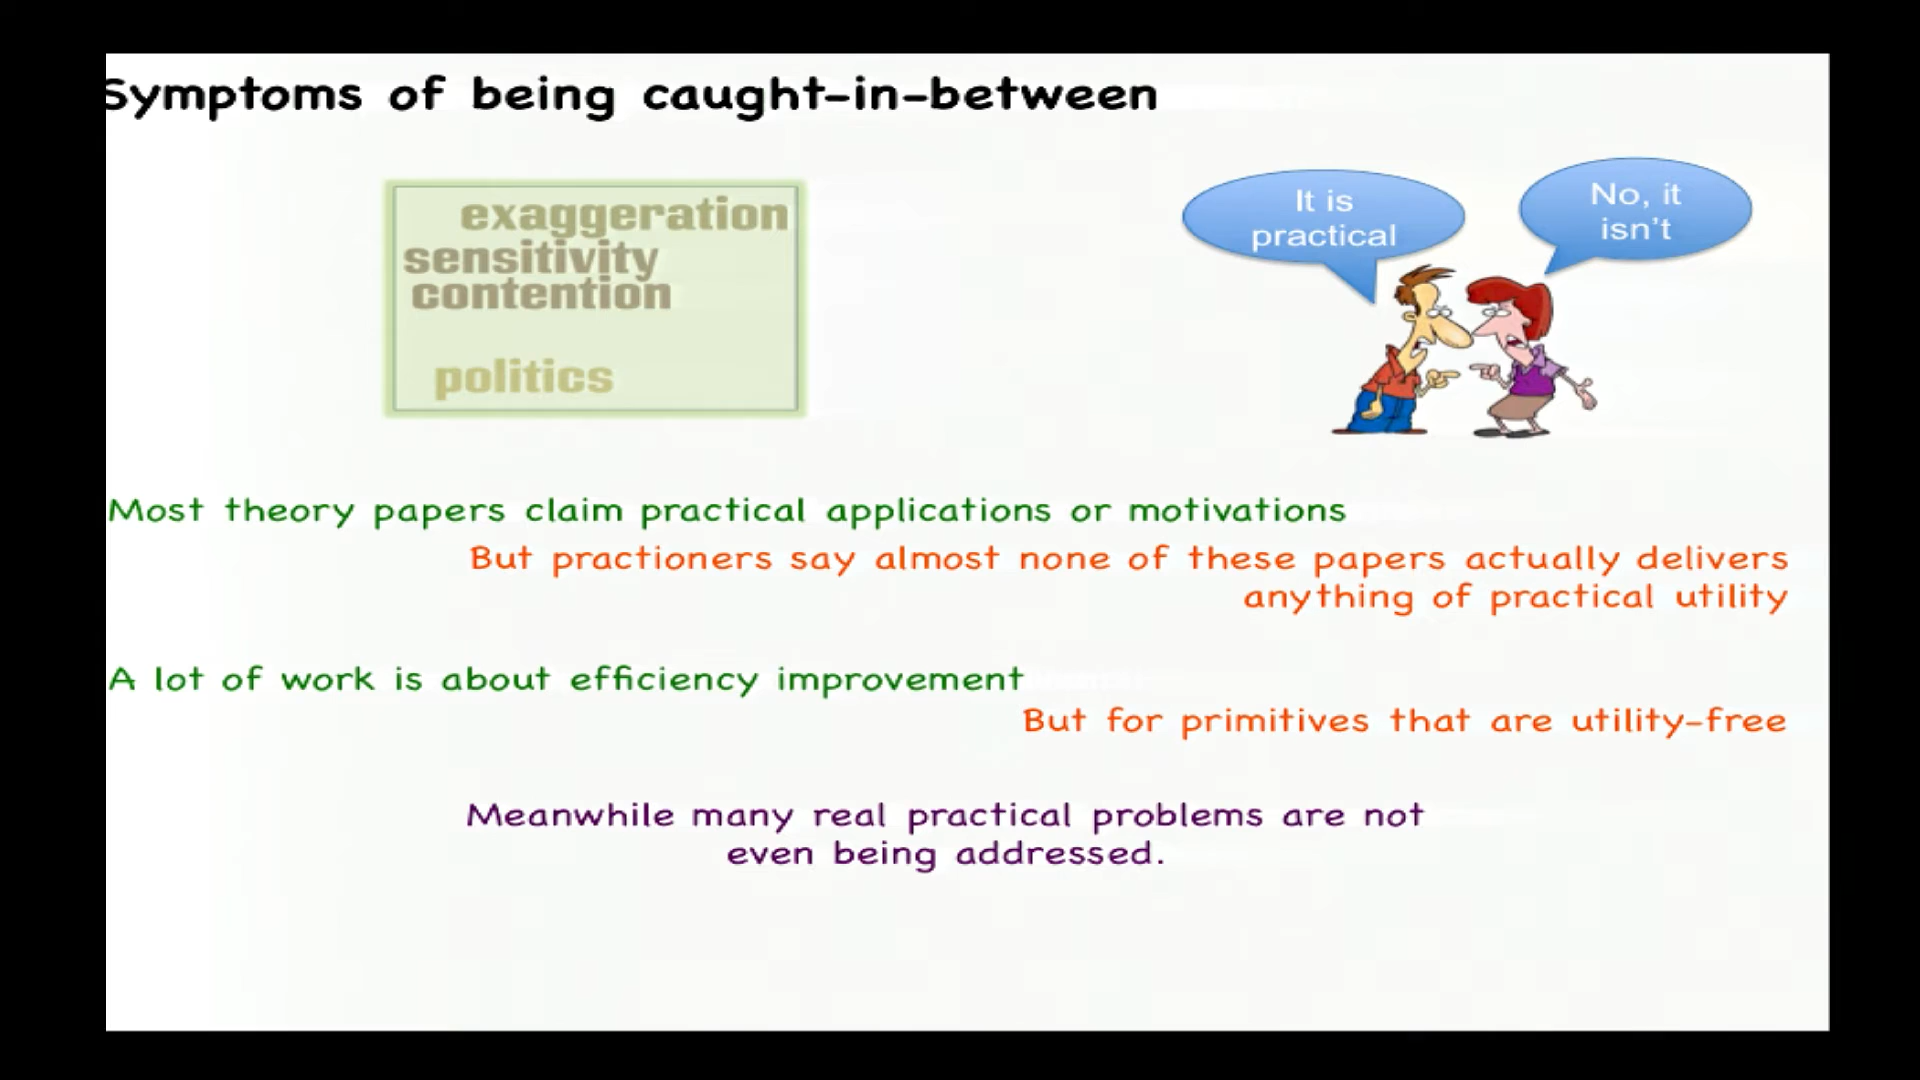 Symptoms of being caught-in-between
exaggeration
sensitivity
contention
politics
It is
practical
No, it
isn't
Most theory papers claim practical applications or motivations
But practioners say almost none of these papers actually delivers
anything of practical utility
A lot of work is about efficiency improvement
But for primitives that are utility-free
Meanwhile many real practical problems are not
even being addressed.